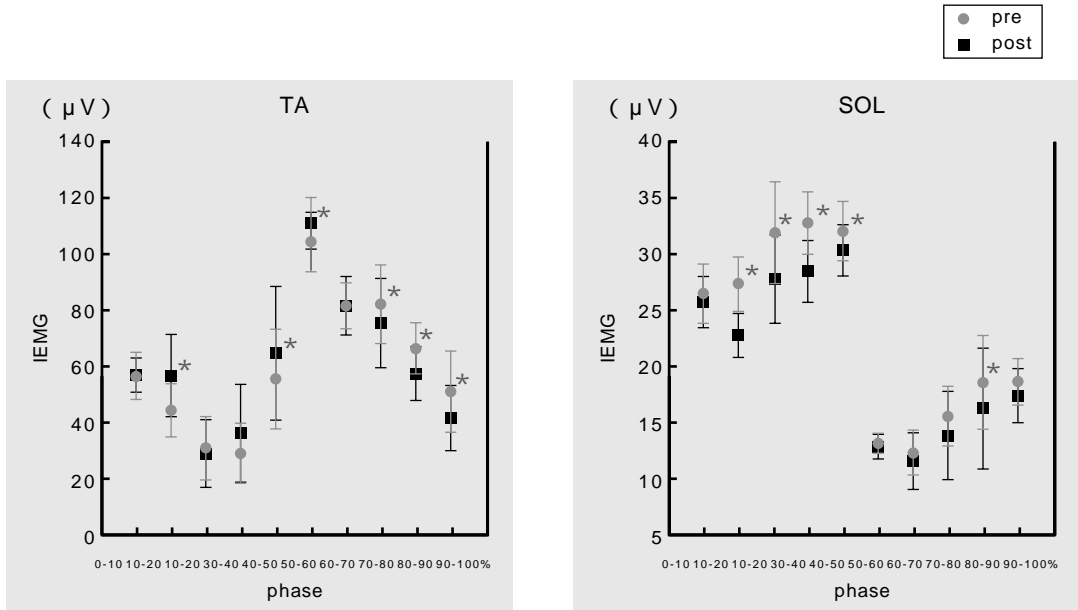 pre
post
( μV) TA
140
120
100
80
60
40
20
0
IEMG
* * * * * * *
0-10 10-20 10-20 30-40 40-50 50-60 60-70 70-80 80-90 90-100%
phase
( μV) SOL
40
35
30
25
20
15
10
5
IEMG
* * * * *
0-10 10-20 10-20 30-40 40-50 50-60 60-70 70-80 80-90 90-100%
phase